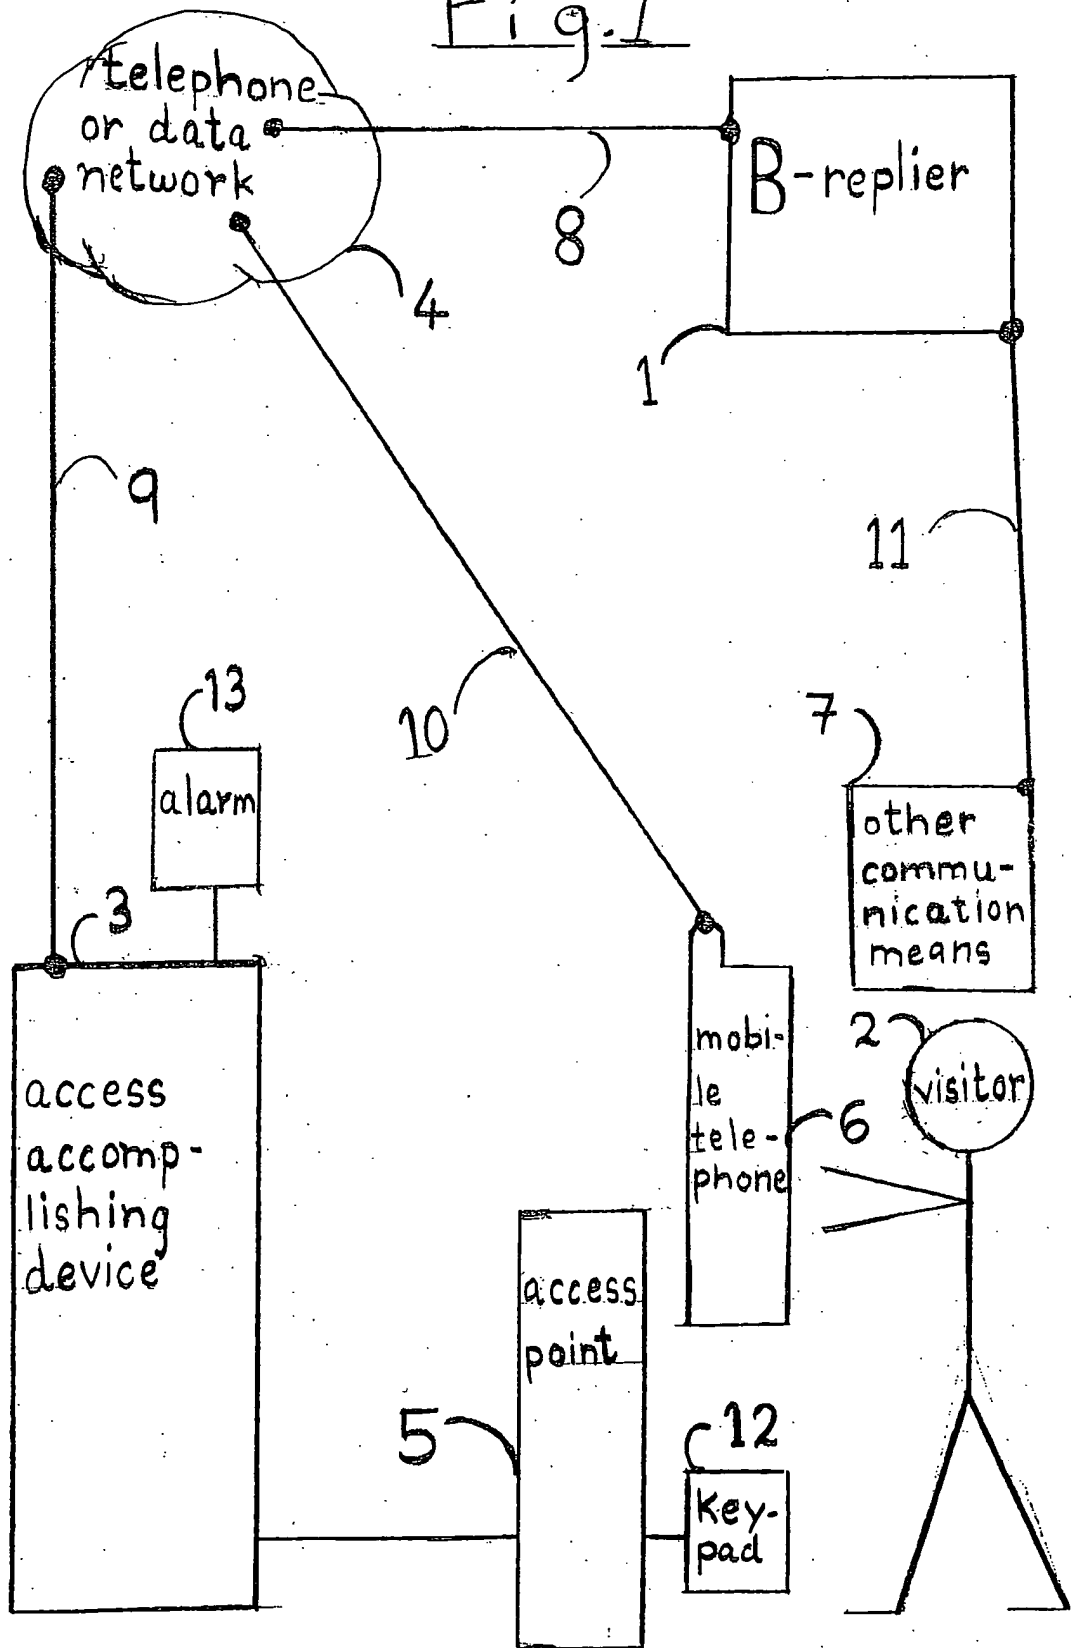 Fig.1
telephone
or data
network
B-replier
8
4
1
9
11
10
13
7
alarm
other
commu-
nication
means
3
2
visitor
mobi-
le
tele-
phone
6
access
accomp-
lishing
device
access
point
5
12
Key-
pad